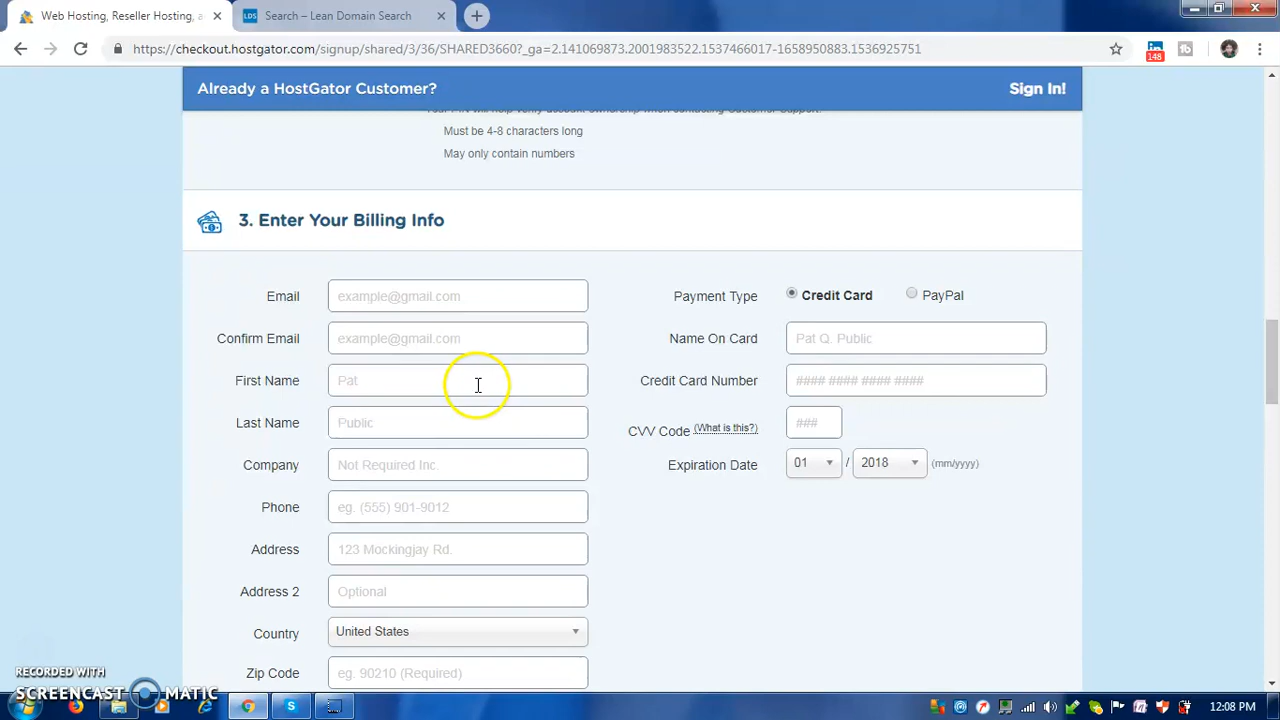 Web Hosting, Reseller Hosting, a
LDS Search – Lean Domain Search
https://checkout.hostgator.com/signup/shared/3/36/SHARED3660?_ga=2.141069873.2001983522.1537466017-1658950883.1536925751
148
Already a HostGator Customer?
Sign In!
Your PIN will help verify account ownership when contacting Customer Support.
Must be 4-8 characters long
May only contain numbers
3. Enter Your Billing Info
Email example@gmail.com Payment Type Credit Card PayPal
Confirm Email example@gmail.com Name On Card Pat Q. Public
First Name Pat Credit Card Number #### #### #### ####
Last Name Public CVV Code (What is this?) ###
Company Not Required Inc. Expiration Date 01 / 2018 (mm/yyyy)
Phone eg. (555) 901-9012
Address 123 Mockingjay Rd.
Address 2 Optional
Country United States
Zip Code eg. 90210 (Required)
RECORDED WITH
SCREENCAST MATIC
12:08 PM